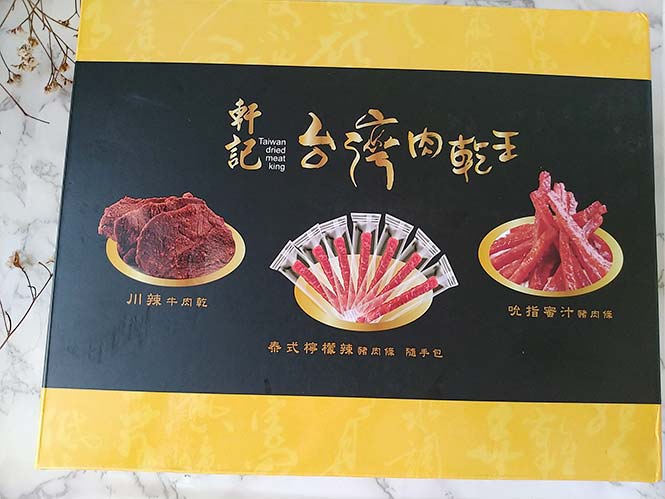 軒記
Taiwan
dried
meat
king
台灣肉乾王
川辣牛肉乾
泰式檸檬辣豬肉條 隨手包
吮指蜜汁豬肉條